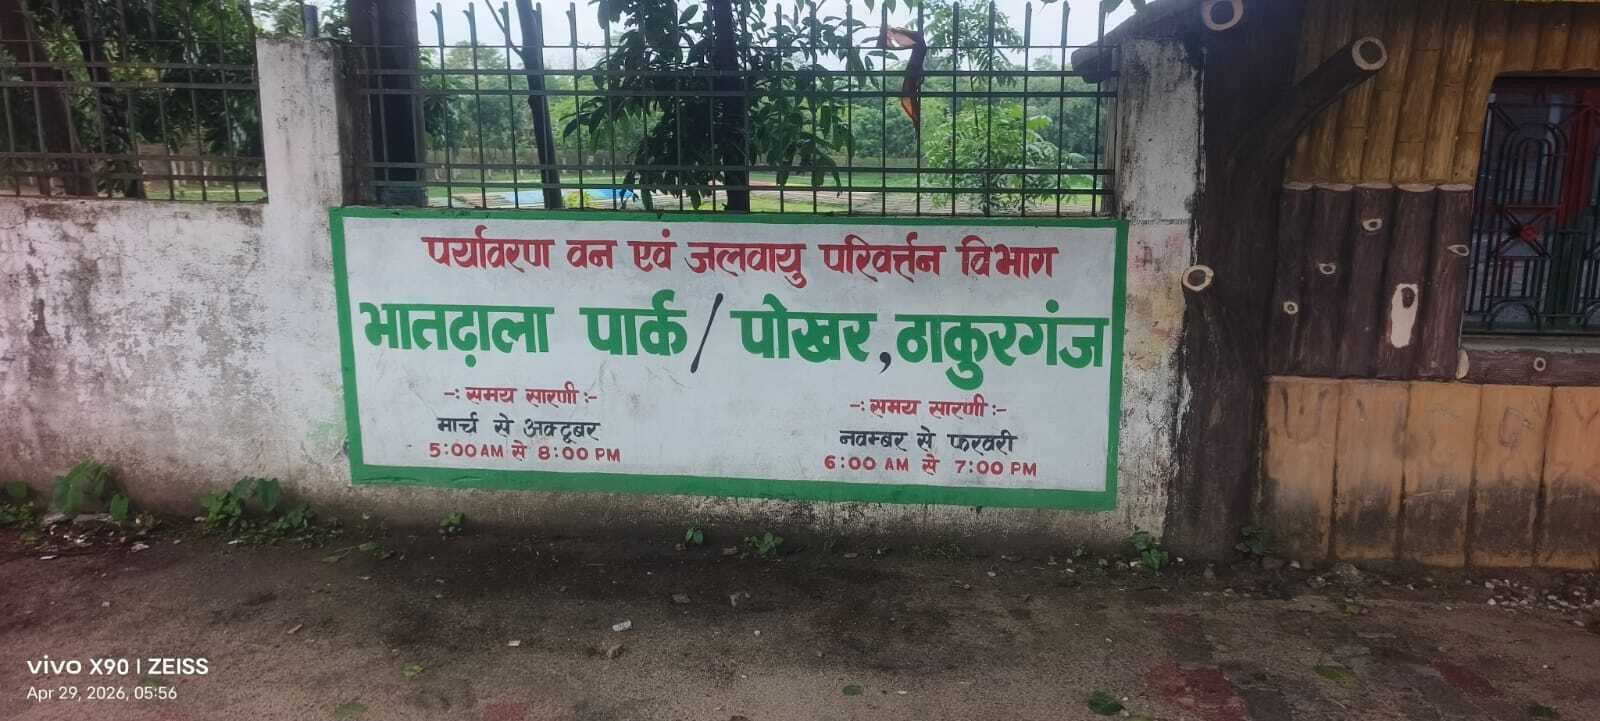 पर्यावरण वन एवं जलवायु परिवर्त्तन विभाग
भातढ़ाला पार्क / पोखर, ठाकुरगंज
-: समय सारणी :-
मार्च से अक्टूबर
5:00 AM से 8:00 PM
-: समय सारणी :-
नवम्बर से फरवरी
6:00 AM से 7:00 PM
vivo X90 | ZEISS
Apr 29, 2026, 05:56